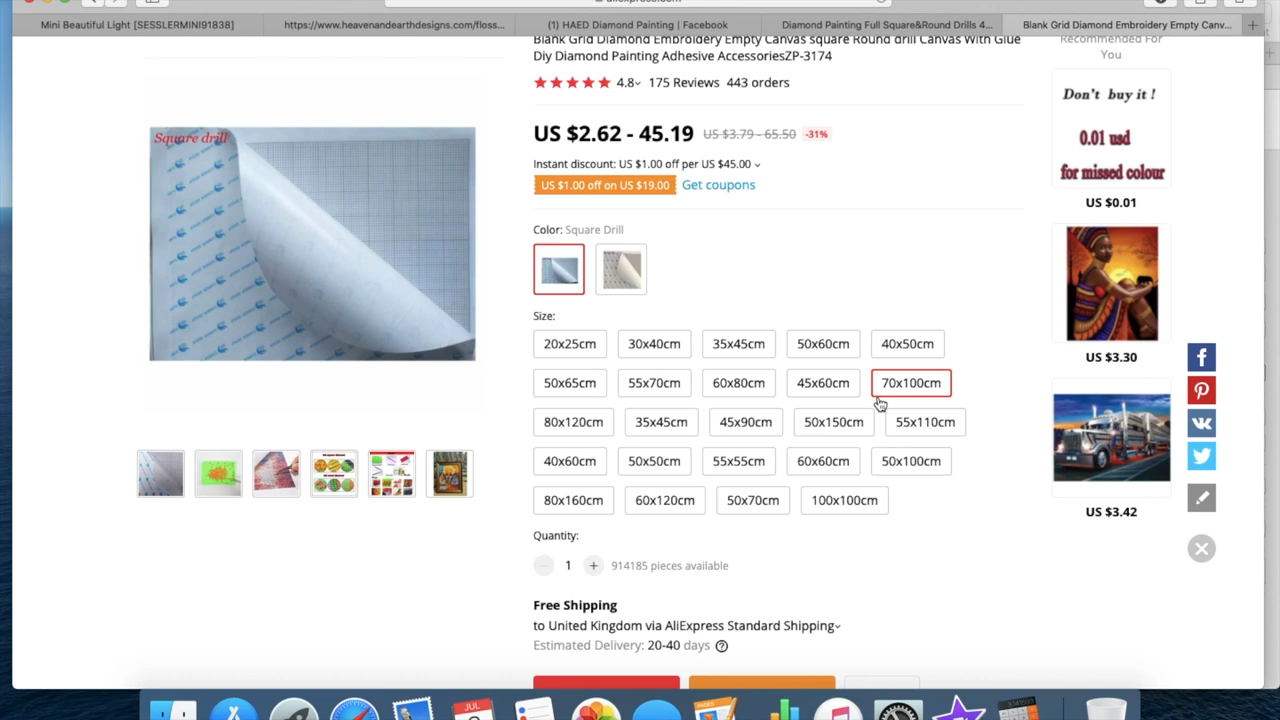 Mini Beautiful Light [SESSLERMINI91838]
https://www.heavenandearthdesigns.com/floss...
(1) HAED Diamond Painting | Facebook
Diamond Painting Full Square&Round Drills 4...
Blank Grid Diamond Embroidery Empty Canv...
Blank Grid Diamond Embroidery Empty Canvas square Round drill Canvas With Glue
Diy Diamond Painting Adhesive AccessoriesZP-3174
4.8 175 Reviews 443 orders
US $2.62 - 45.19 US $3.79 - 65.50 -31%
Instant discount: US $1.00 off per US $45.00
US $1.00 off on US $19.00 Get coupons
Color: Square Drill
Square drill
Size:
20x25cm 30x40cm 35x45cm 50x60cm 40x50cm
50x65cm 55x70cm 60x80cm 45x60cm 70x100cm
80x120cm 35x45cm 45x90cm 50x150cm 55x110cm
40x60cm 50x50cm 55x55cm 60x60cm 50x100cm
80x160cm 60x120cm 50x70cm 100x100cm
Quantity:
1 914185 pieces available
Free Shipping
to United Kingdom via AliExpress Standard Shipping
Estimated Delivery: 20-40 days
Recommended For
You
Don't buy it !
0.01 usd
for missed colour
US $0.01
US $3.30
US $3.42
JUL